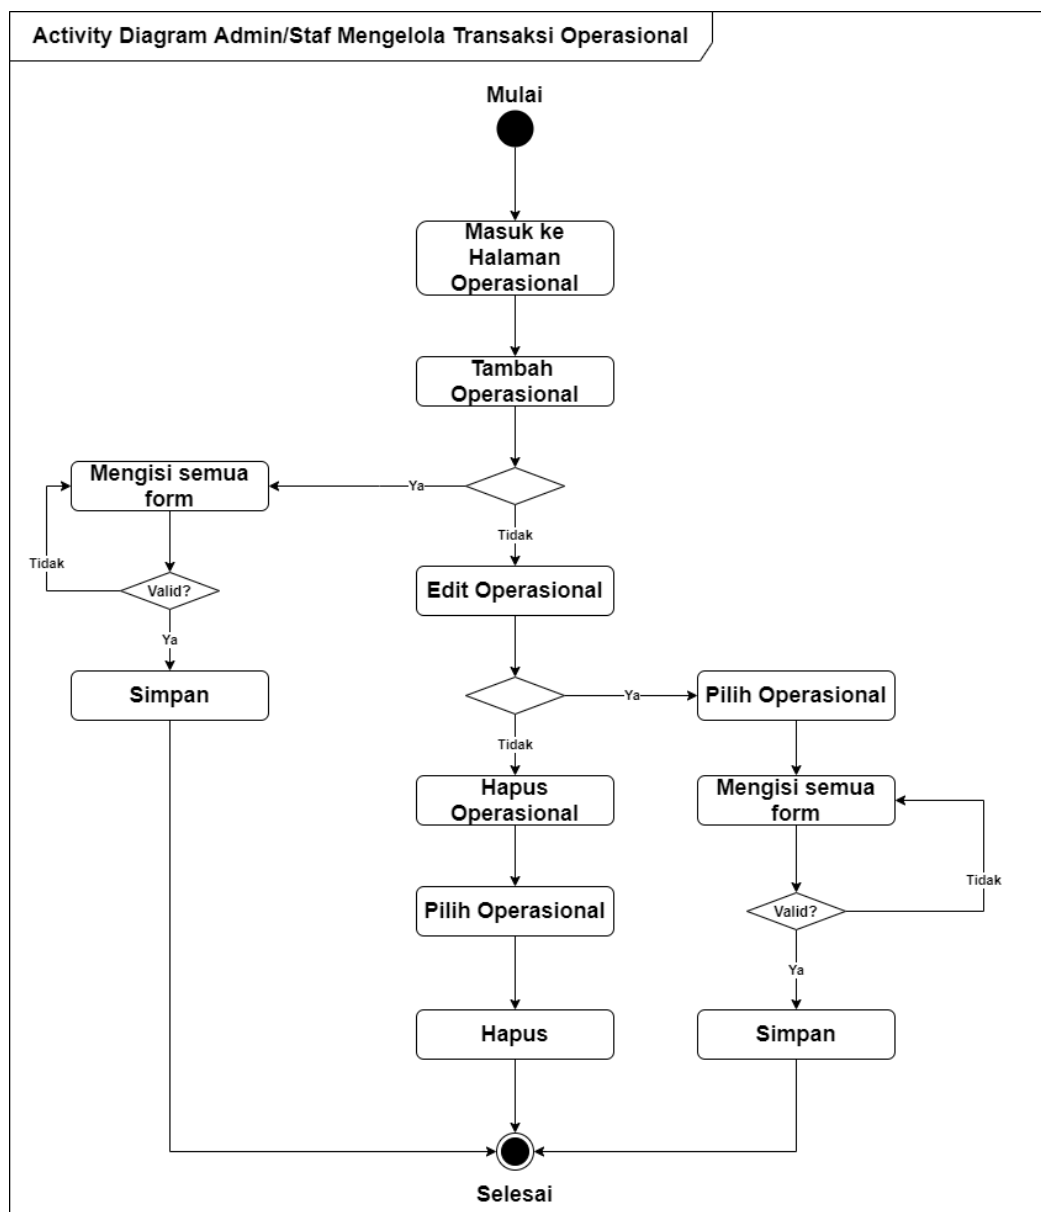 Activity Diagram Admin/Staf Mengelola Transaksi Operasional
Mulai
Masuk ke
Halaman
Operasional
Tambah
Operasional
Mengisi semua
form
Ya
Tidak
Tidak
Valid?
Edit Operasional
Ya
Simpan
Ya
Pilih Operasional
Tidak
Hapus
Operasional
Mengisi semua
form
Tidak
Pilih Operasional
Valid?
Ya
Hapus
Simpan
Selesai